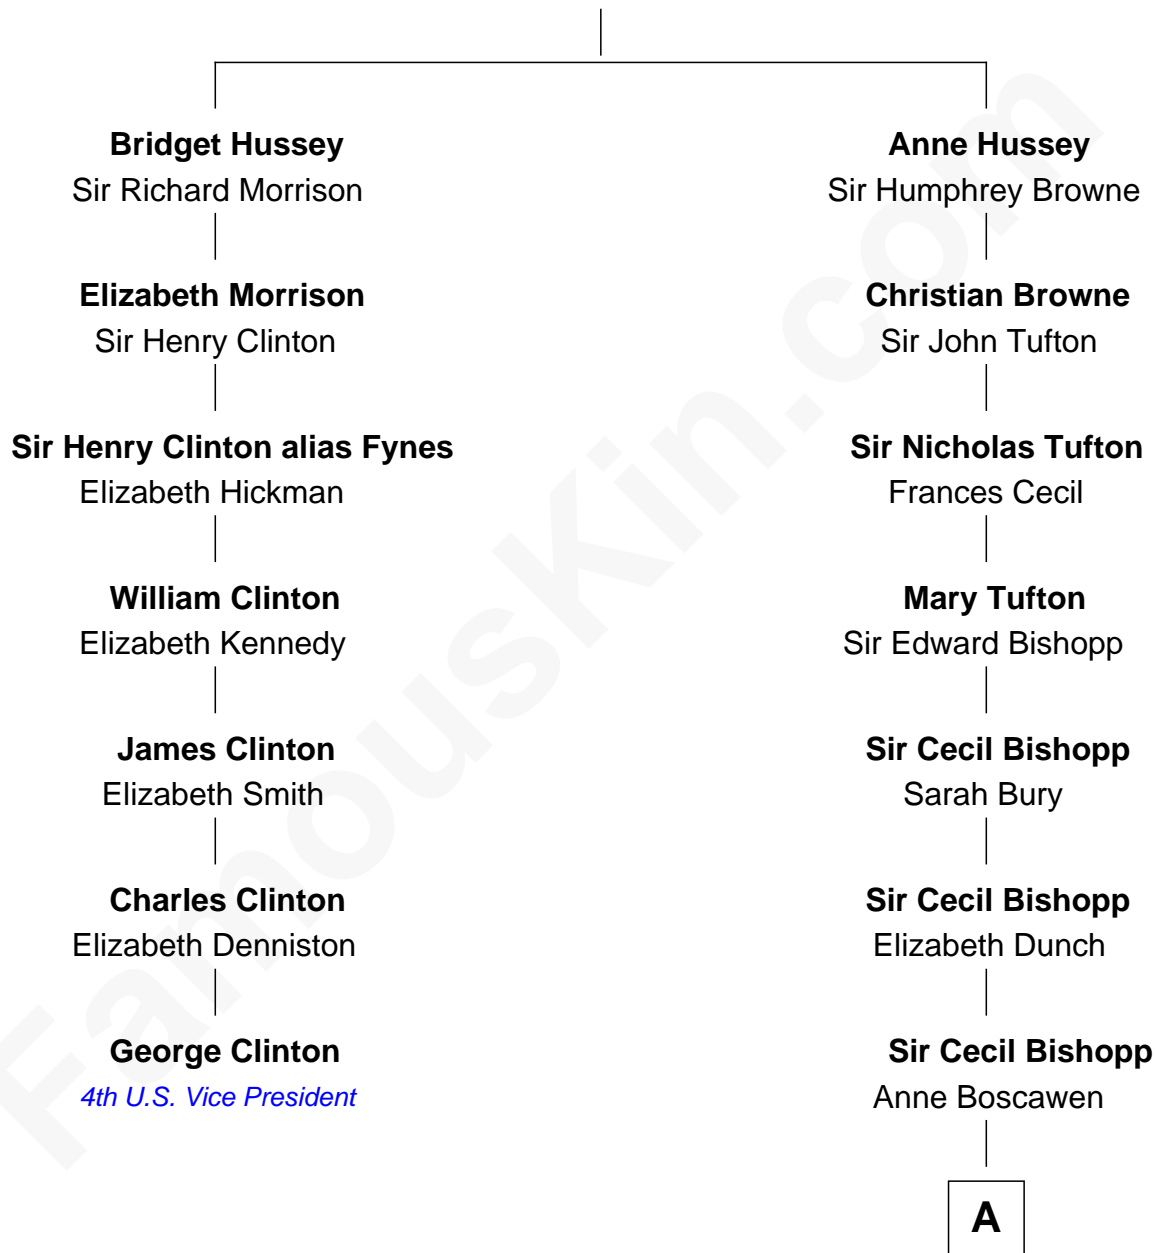 Bridget Hussey
Sir Richard Morrison
Anne Hussey
Sir Humphrey Browne
Elizabeth Morrison
Sir Henry Clinton
Christian Browne
Sir John Tufton
Sir Henry Clinton alias Fynes
Elizabeth Hickman
Sir Nicholas Tufton
Frances Cecil
William Clinton
Elizabeth Kennedy
Mary Tufton
Sir Edward Bishopp
James Clinton
Elizabeth Smith
Sir Cecil Bishopp
Sarah Bury
Charles Clinton
Elizabeth Denniston
Sir Cecil Bishopp
Elizabeth Dunch
George Clinton
4th U.S. Vice President
Sir Cecil Bishopp
Anne Boscawen
A
FamousKin.com